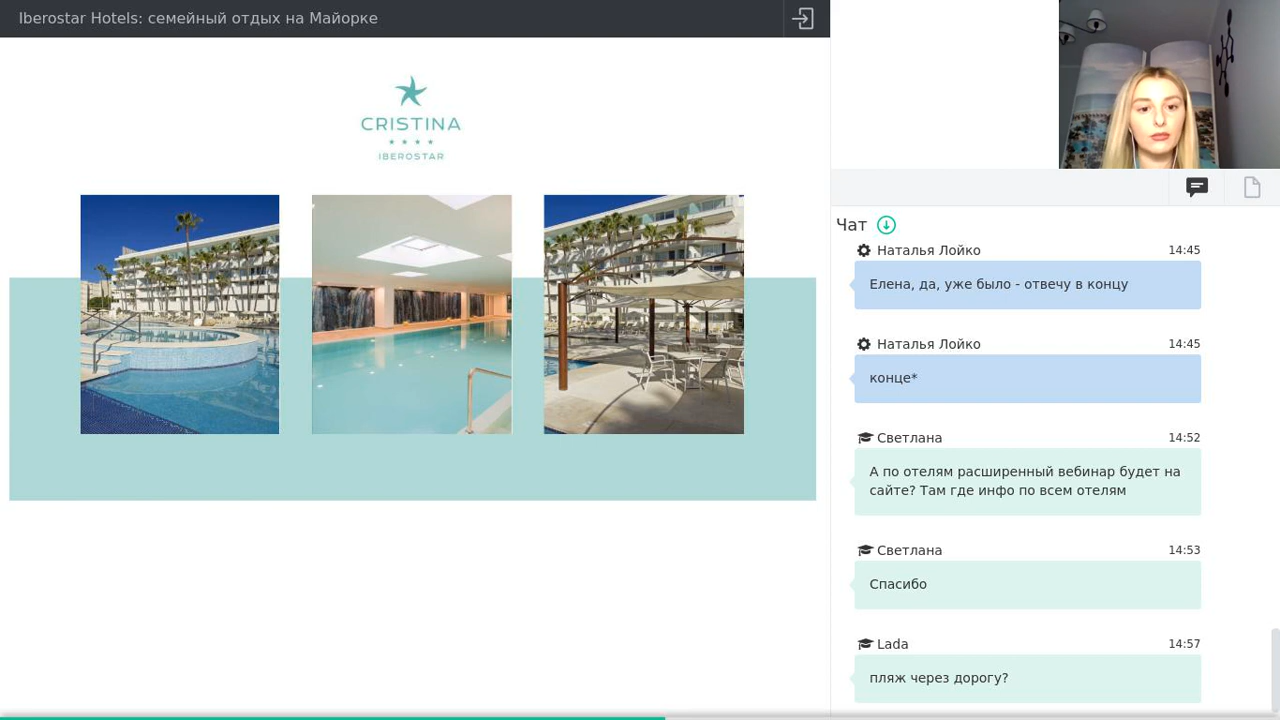 Iberostar Hotels: семейный отдых на Майорке
CRISTINA
IBEROSTAR
Чат
Наталья Лойко 14:45
Елена, да, уже было - отвечу в концу
Наталья Лойко 14:45
конце*
Светлана 14:52
А по отелям расширенный вебинар будет на
сайте? Там где инфо по всем отелям
Светлана 14:53
Спасибо
Lada 14:57
пляж через дорогу?